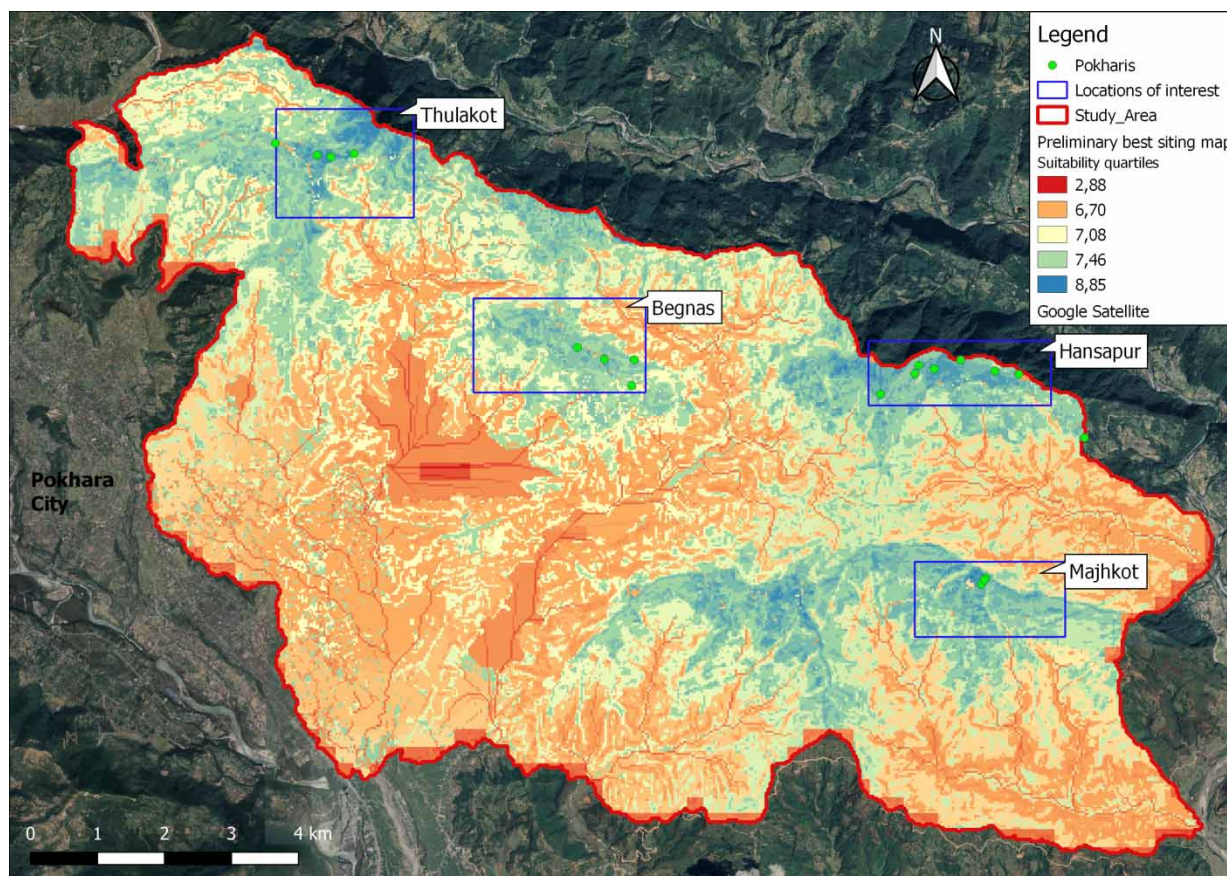 N
Thulakot
Begnas
Hansapur
Majhkot
Pokhara
City
0 1 2 3 4 km
Legend
Pokharis
Locations of interest
Study_Area
Preliminary best siting map
Suitability quartiles
2,88
6,70
7,08
7,46
8,85
Google Satellite